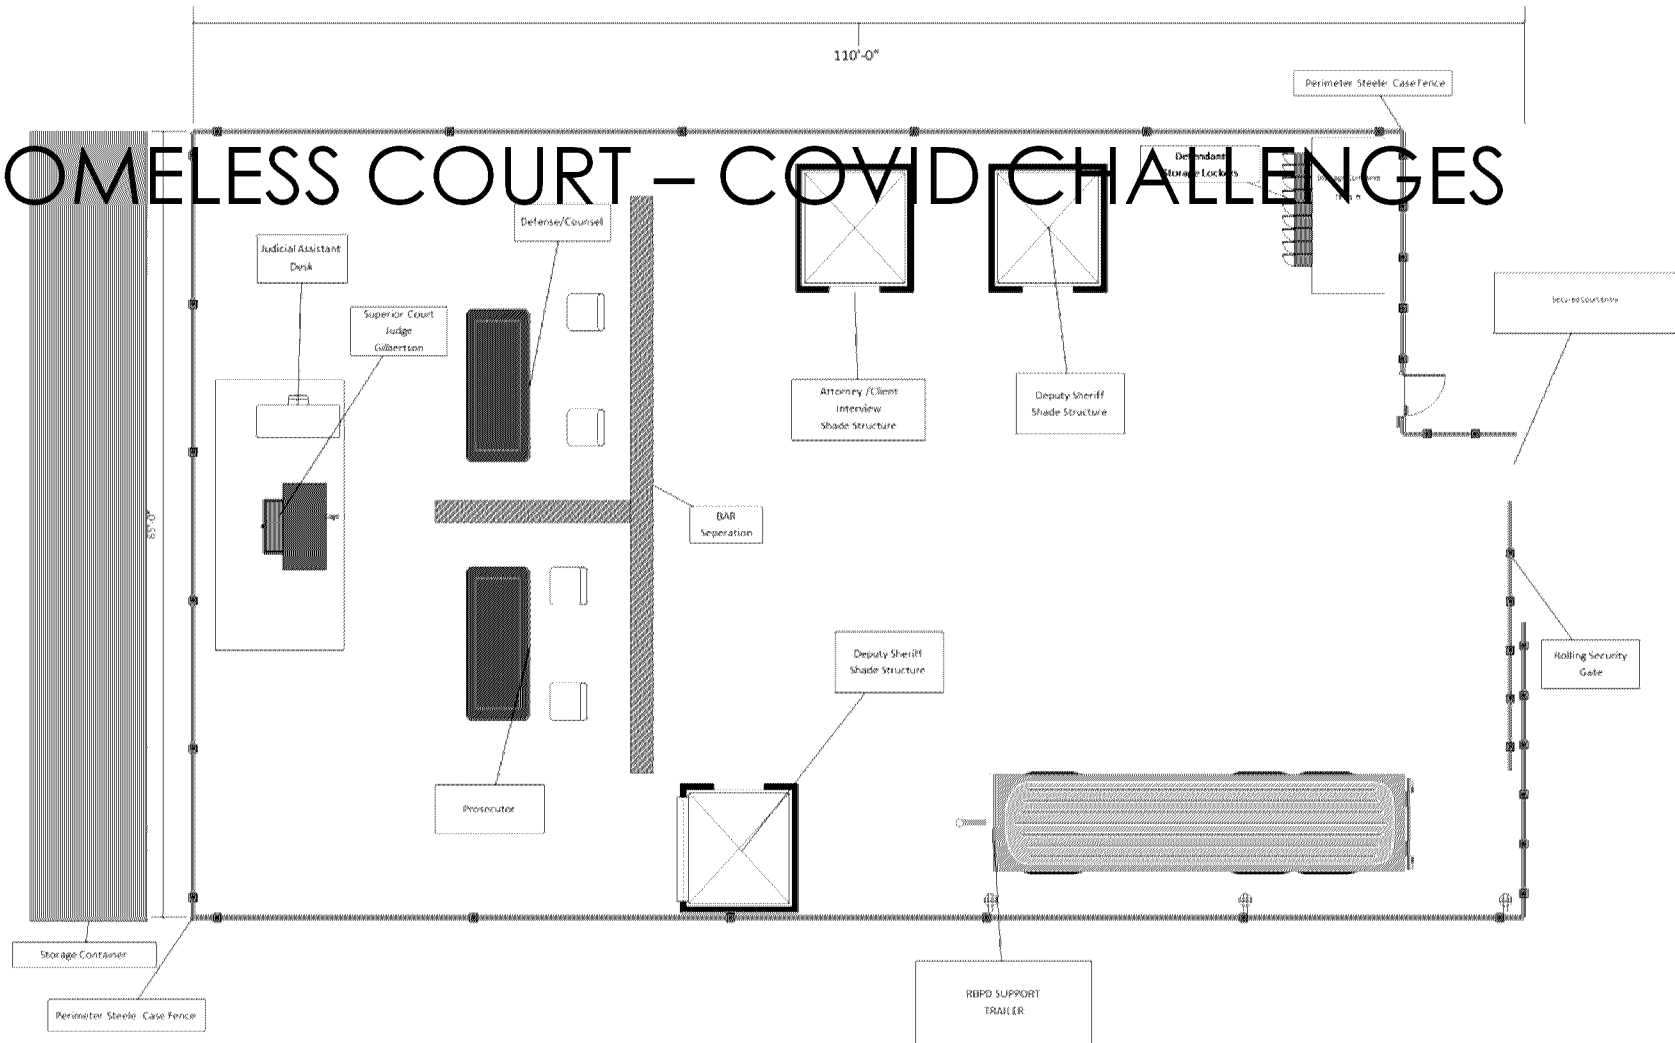 110'-0"
Perimeter Steele Case Fence
OMELESS COURT – COVID CHALLENGES
Defendant
Storage Lockers
Defense/Counsel
Judicial Assistant
Desk
Superior Court
Judge
Gilbertson
Attorney /Client
Interview
Shade Structure
Deputy Sheriff
Shade Structure
BAR
Seperation
Deputy Sheriff
Shade Structure
Rolling Security
Gate
Prosecutor
Storage Container
Perimeter Steele Case Fence
RBPD SUPPORT
TRAILER